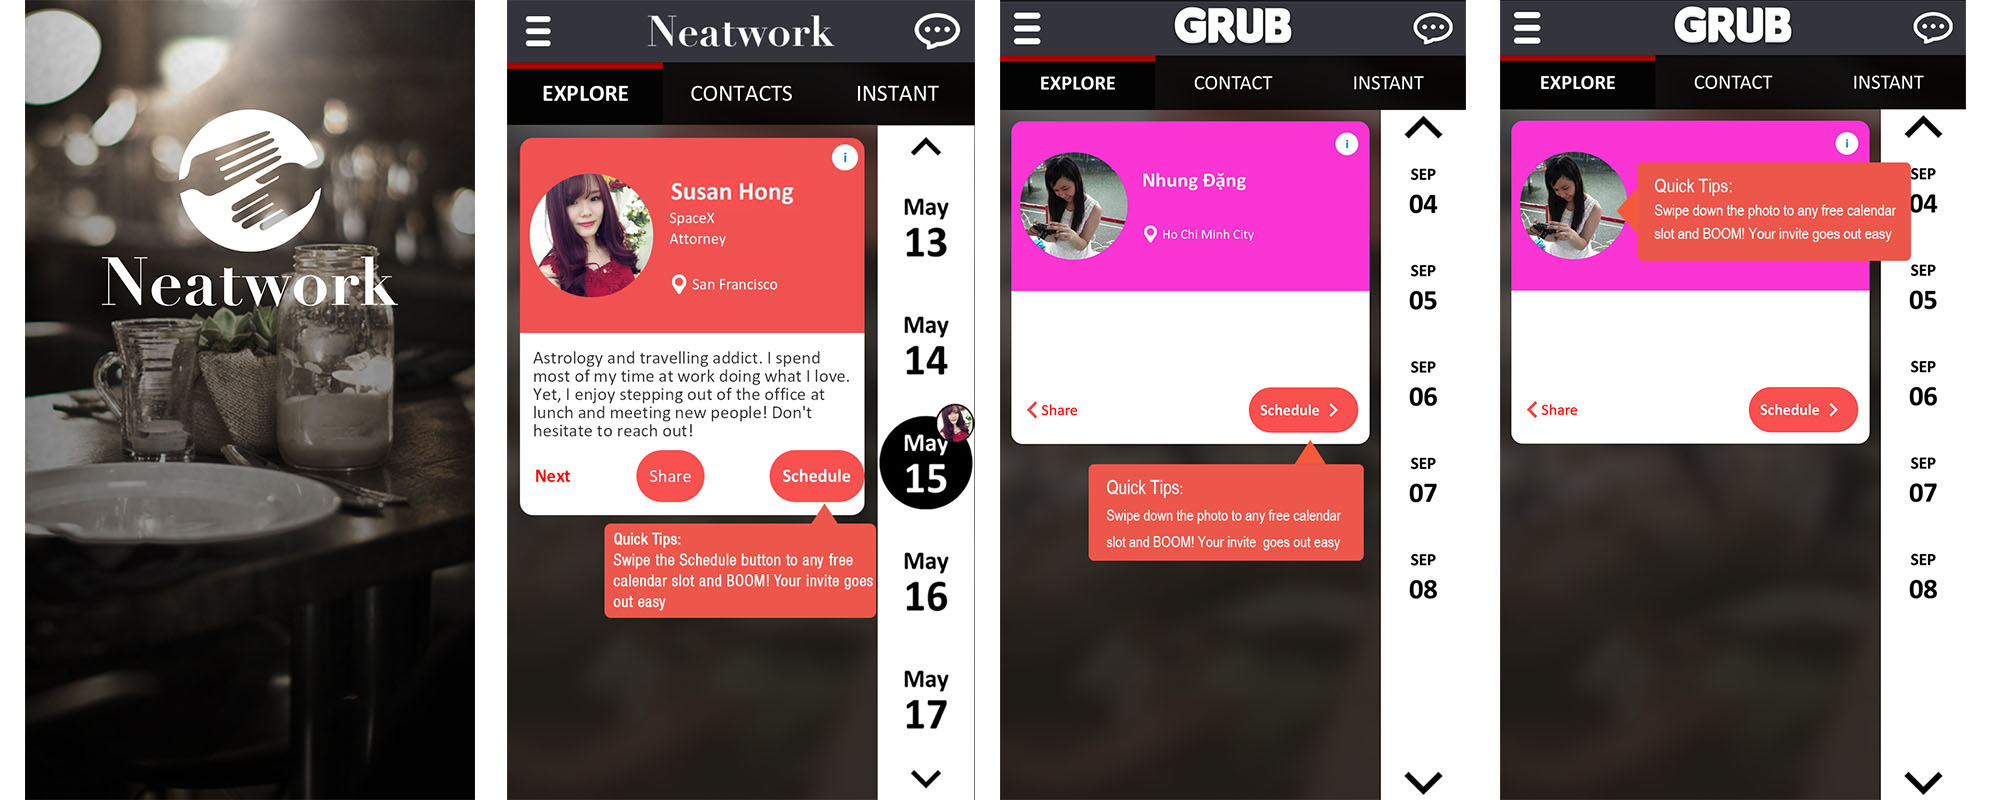 Neatwork
Neatwork
EXPLORE
CONTACTS
INSTANT
i
Susan Hong
SpaceX
Attorney
San Francisco
Astrology and travelling addict. I spend
most of my time at work doing what I love.
Yet, I enjoy stepping out of the office at
lunch and meeting new people! Don't
hesitate to reach out!
Next
Share
Schedule
Quick Tips:
Swipe the Schedule button to any free
calendar slot and BOOM! Your invite goes
out easy
May
13
May
14
May
15
May
16
May
17
GRUB
EXPLORE
CONTACT
INSTANT
i
Nhung Đặng
Ho Chi Minh City
Share
Schedule
Quick Tips:
Swipe down the photo to any free calendar
slot and BOOM! Your invite goes out easy
SEP
04
SEP
05
SEP
06
SEP
07
SEP
08
GRUB
EXPLORE
CONTACT
INSTANT
i
Quick Tips:
Swipe down the photo to any free calendar
slot and BOOM! Your invite goes out easy
Share
Schedule
SEP
04
SEP
05
SEP
06
SEP
07
SEP
08